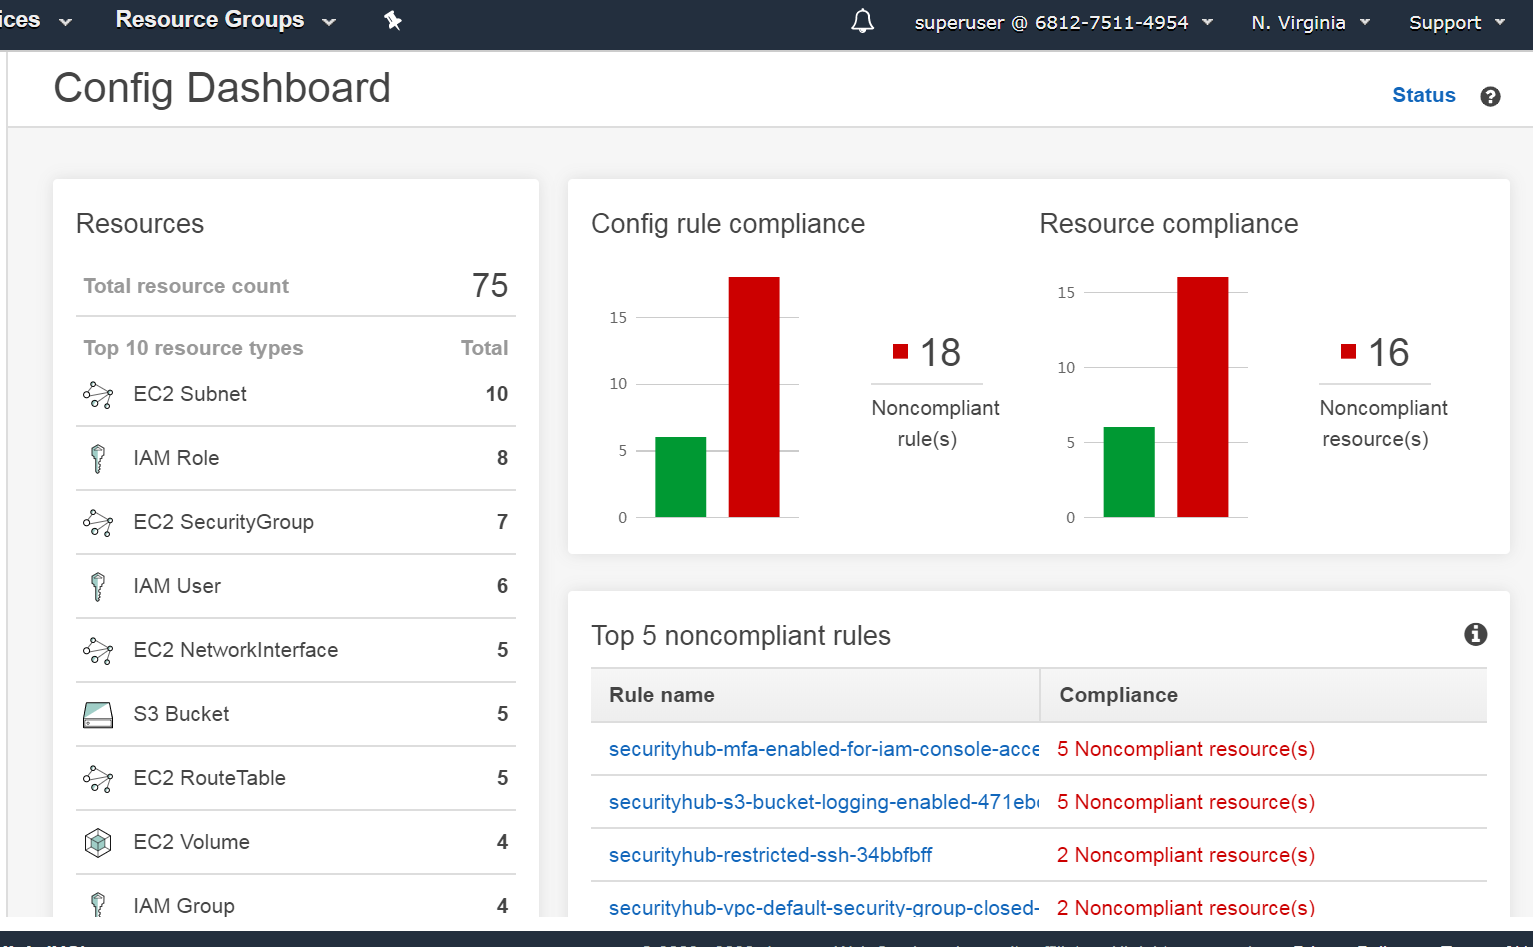 ices
Resource Groups
superuser @ 6812-7511-4954
N. Virginia
Support
Config Dashboard
Status
Resources
Total resource count 75
Top 10 resource types Total
EC2 Subnet 10
IAM Role 8
EC2 SecurityGroup 7
IAM User 6
EC2 NetworkInterface 5
S3 Bucket 5
EC2 RouteTable 5
EC2 Volume 4
IAM Group 4
Config rule compliance
15
10
5
0
18
Noncompliant
rule(s)
Resource compliance
15
10
5
0
16
Noncompliant
resource(s)
Top 5 noncompliant rules
Rule name Compliance
securityhub-mfa-enabled-for-iam-console-acce 5 Noncompliant resource(s)
securityhub-s3-bucket-logging-enabled-471eb 5 Noncompliant resource(s)
securityhub-restricted-ssh-34bbfbff 2 Noncompliant resource(s)
securityhub-vpc-default-security-group-closed- 2 Noncompliant resource(s)